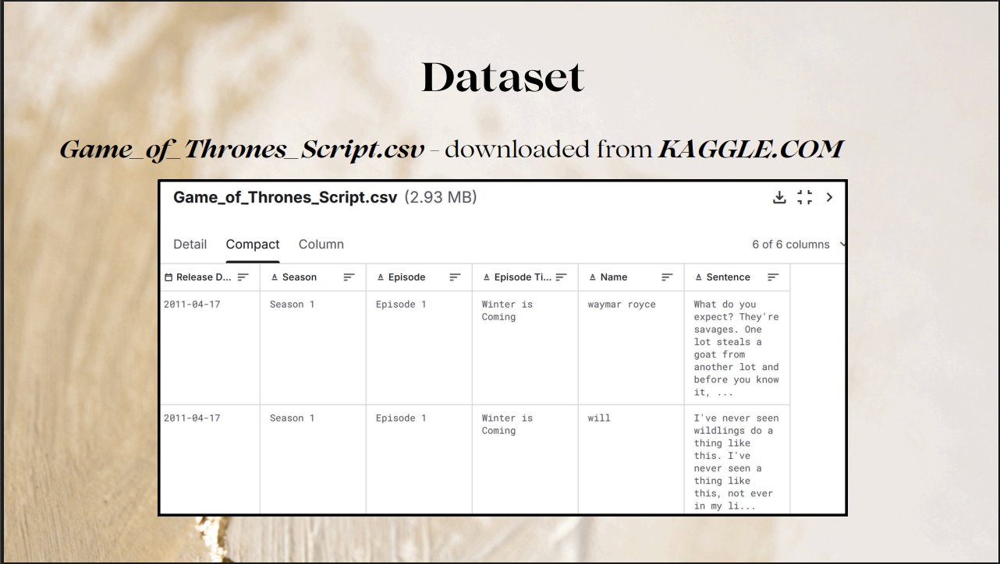 Dataset
Game_of_Thrones_Script.csv - downloaded from KAGGLE.COM
Game_of_Thrones_Script.csv (2.93 MB)
Detail Compact Column 6 of 6 columns
Release D... Season Episode Episode Ti... Name Sentence
2011-04-17 Season 1 Episode 1 Winter is waymar royce What do you
Coming expect? They're
savages. One
lot steals a
goat from
another lot and
before you know
it, ...
2011-04-17 Season 1 Episode 1 Winter is will I've never seen
Coming wildlings do a
thing like
this. I've
never seen a
thing like
this, not ever
in my li...